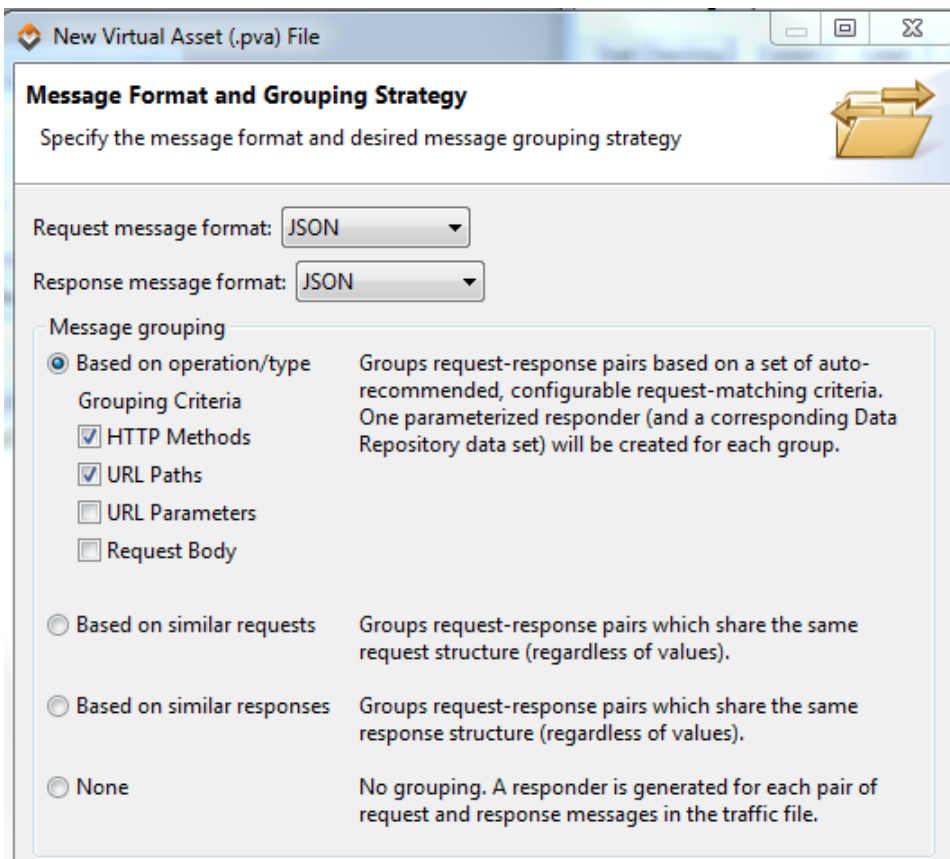 New Virtual Asset (.pva) File
Message Format and Grouping Strategy
Specify the message format and desired message grouping strategy
Request message format: JSON
Response message format: JSON
Message grouping
Based on operation/type
Groups request-response pairs based on a set of auto-
recommended, configurable request-matching criteria.
One parameterized responder (and a corresponding Data
Repository data set) will be created for each group.
Grouping Criteria
HTTP Methods
URL Paths
URL Parameters
Request Body
Based on similar requests
Groups request-response pairs which share the same
request structure (regardless of values).
Based on similar responses
Groups request-response pairs which share the same
response structure (regardless of values).
None
No grouping. A responder is generated for each pair of
request and response messages in the traffic file.